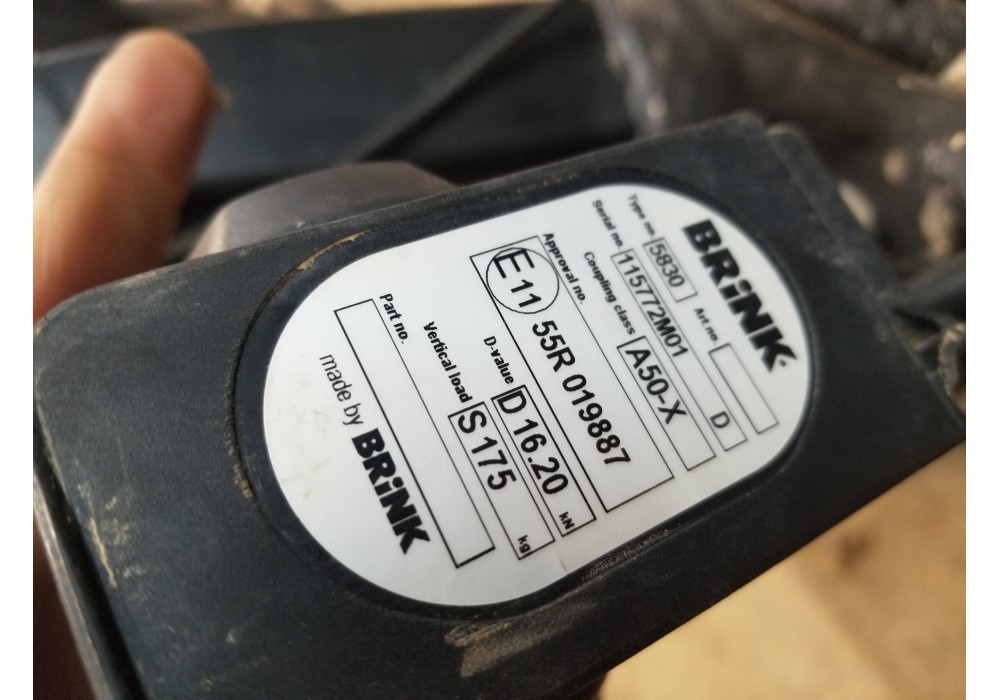 BRiNK
Type no. 5830 Art no
Serial no. 115772M01 D
Coupling class A50-X
Approval no.
E11 55R 019887
D-value D 16.20 kN
Vertical load S 175 kg
Part no.
made by BRiNK